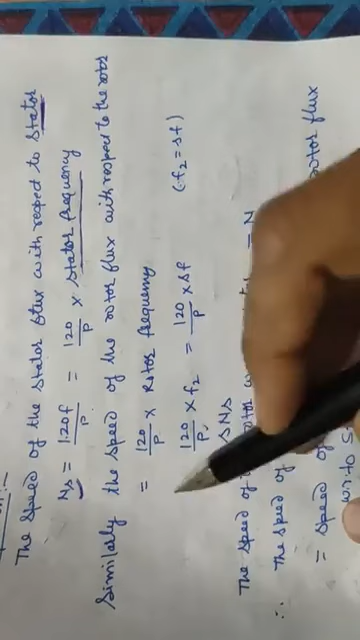 The speed of the stator flux with respect to stator
Ns = 120f/P = 120/P × stator frequency
Similarly the speed of the rotor flux with respect to the rotor
= 120/P × Rotor frequency
120/P × f2 = 120/P × sf (∵ f2 = sf)
SNS
The speed of = N
∴ The speed of rotor flux
= speed of
w.r.to